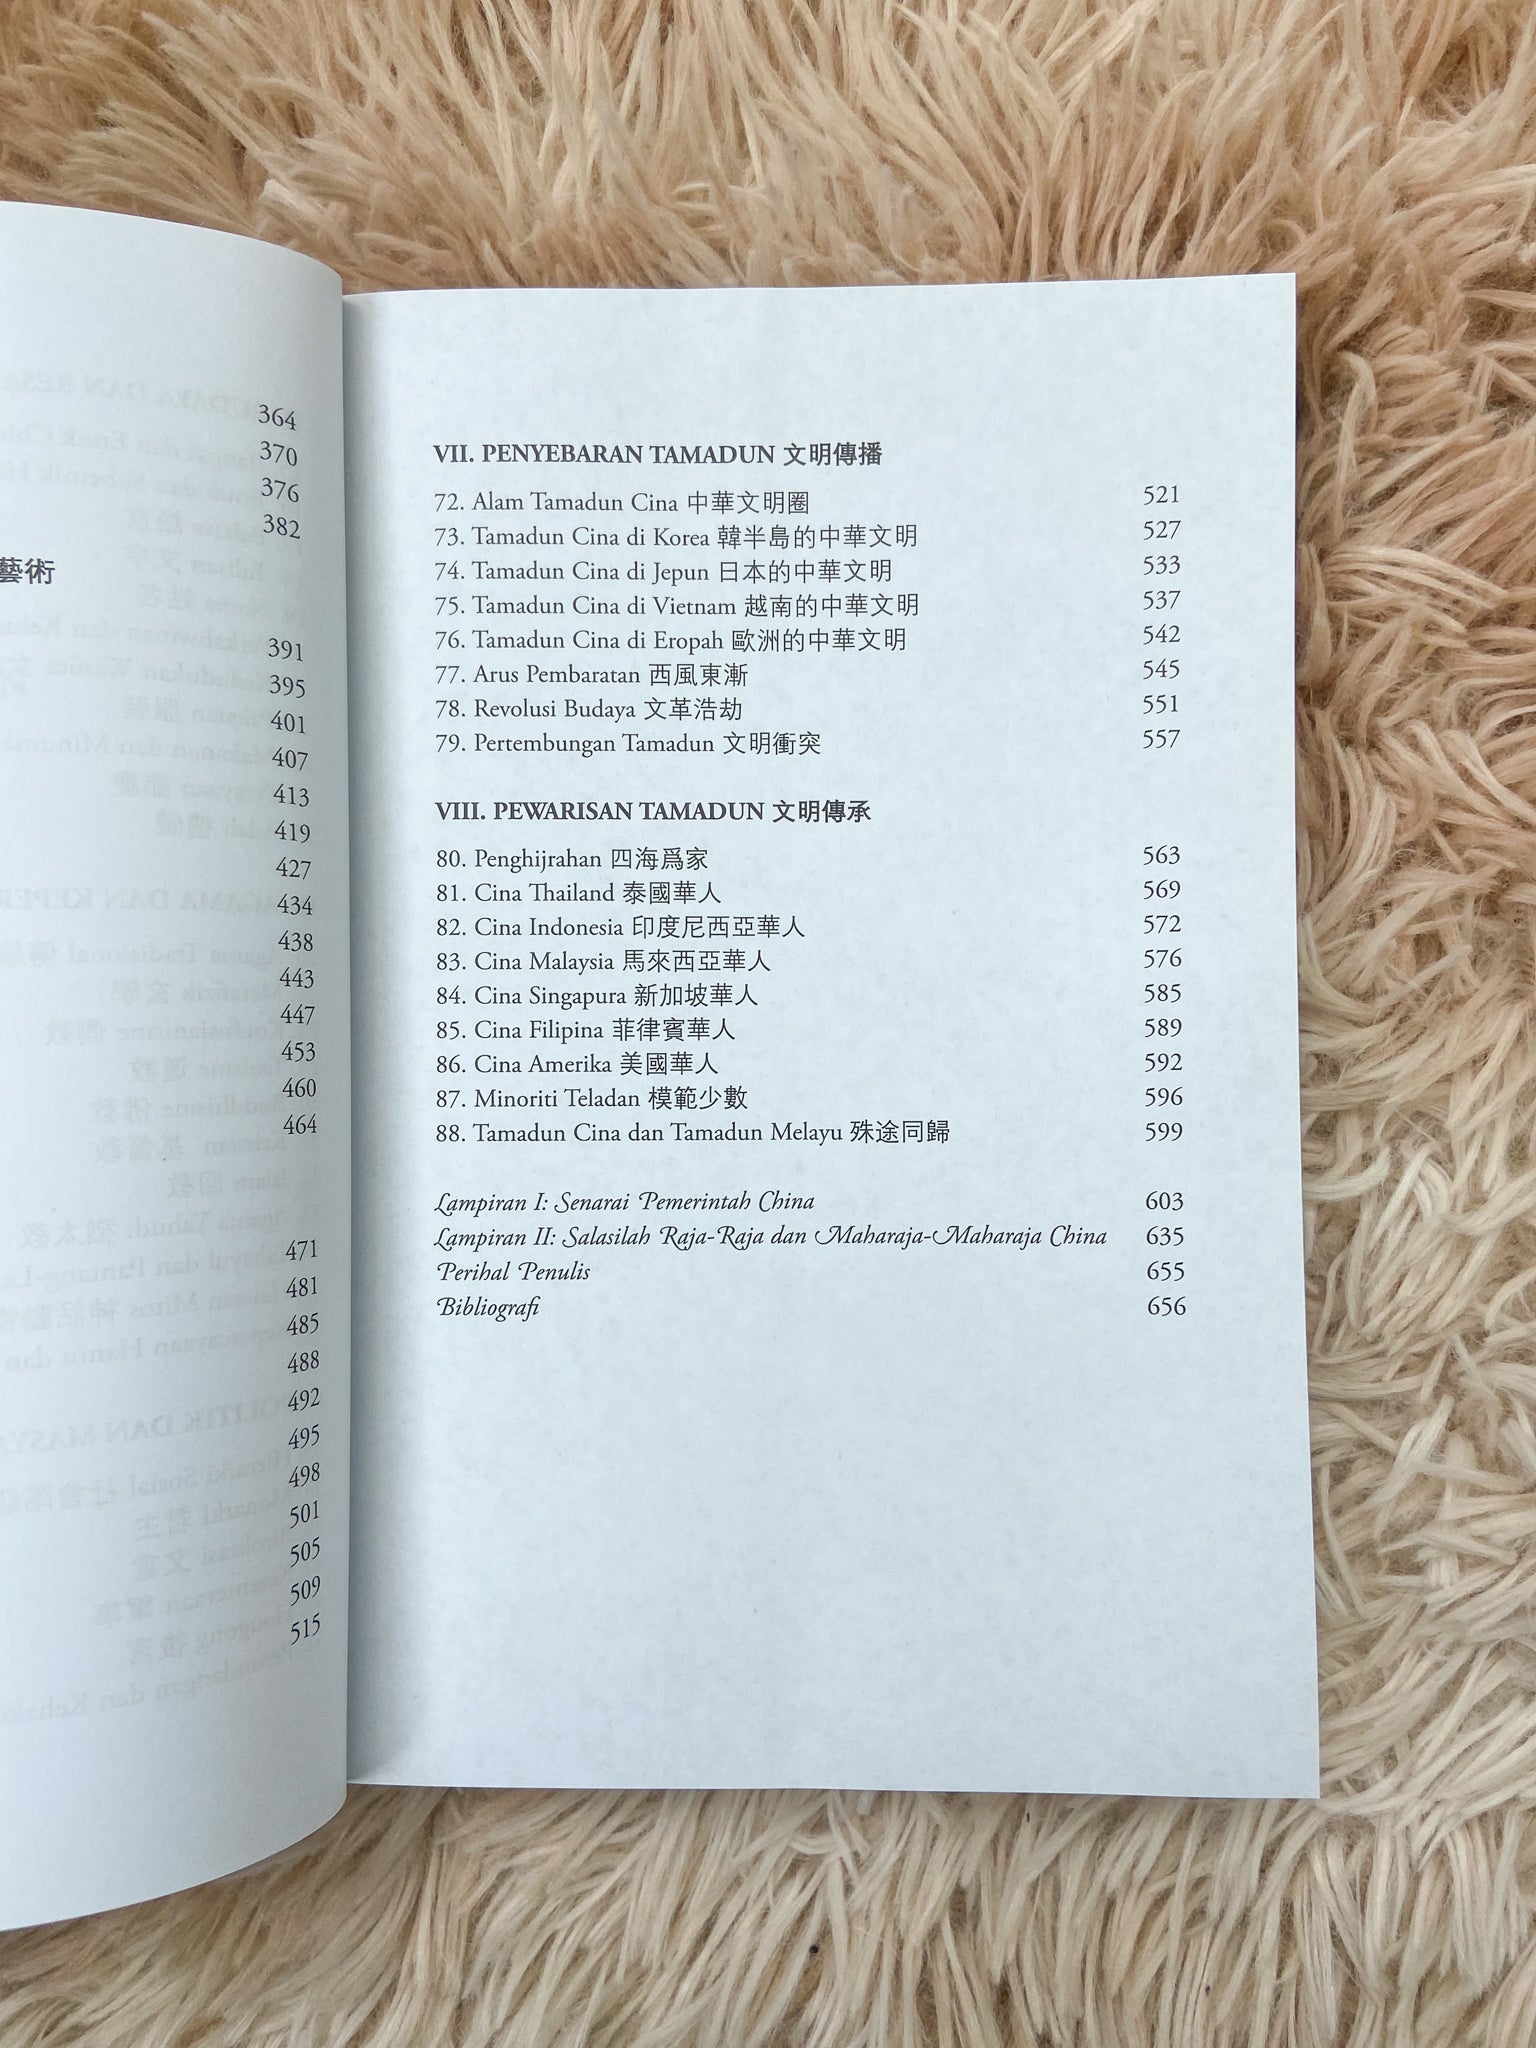 364
370
376
382
藝術
391
395
401
407
413
419
427
434
438
443
447
453
460
464
471
481
485
488
492
495
498
501
505
509
515
VII. PENYEBARAN TAMADUN 文明傳播
72. Alam Tamadun Cina 中華文明圈 521
73. Tamadun Cina di Korea 韓半島的中華文明 527
74. Tamadun Cina di Jepun 日本的中華文明 533
75. Tamadun Cina di Vietnam 越南的中華文明 537
76. Tamadun Cina di Eropah 歐洲的中華文明 542
77. Arus Pembaratan 西風東漸 545
78. Revolusi Budaya 文革浩劫 551
79. Pertembungan Tamadun 文明衝突 557
VIII. PEWARISAN TAMADUN 文明傳承
80. Penghijrahan 四海爲家 563
81. Cina Thailand 泰國華人 569
82. Cina Indonesia 印度尼西亞華人 572
83. Cina Malaysia 馬來西亞華人 576
84. Cina Singapura 新加坡華人 585
85. Cina Filipina 菲律賓華人 589
86. Cina Amerika 美國華人 592
87. Minoriti Teladan 模範少數 596
88. Tamadun Cina dan Tamadun Melayu 殊途同歸 599
Lampiran I: Senarai Pemerintah China 603
Lampiran II: Salasilah Raja-Raja dan Maharaja-Maharaja China 635
Perihal Penulis 655
Bibliografi 656